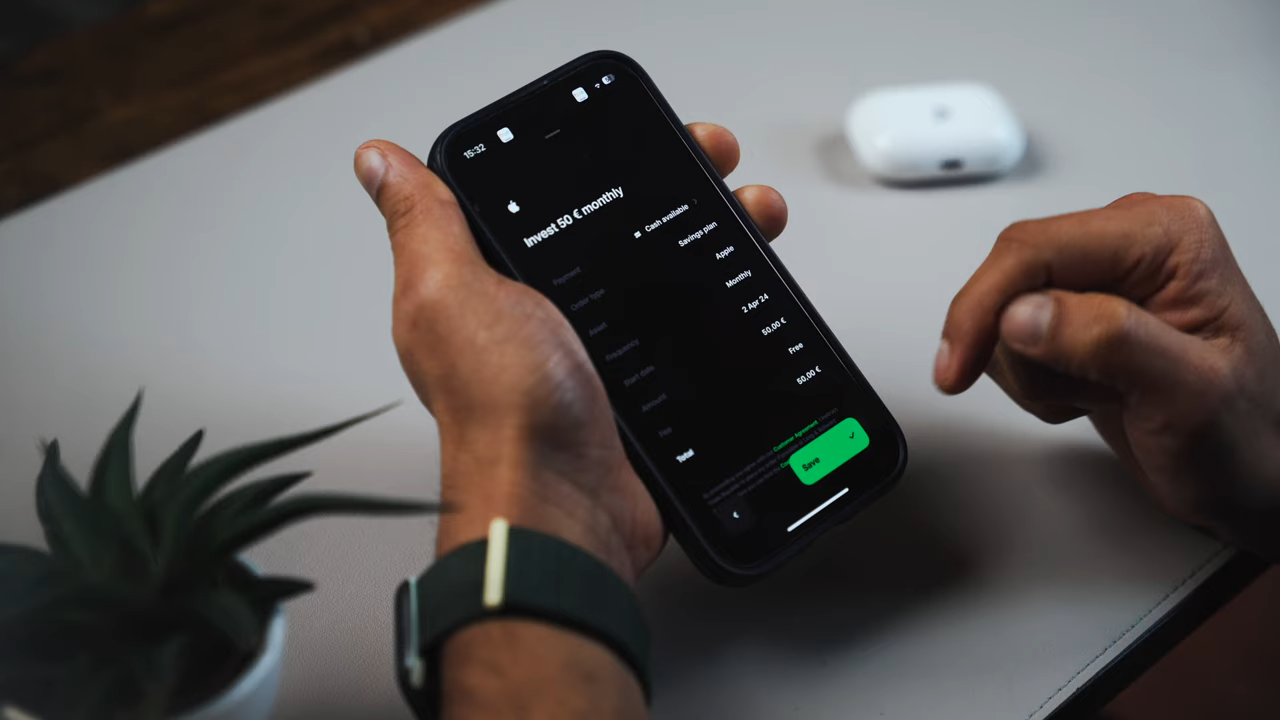 15:32
Invest 50 € monthly
Payment Cash available
Order type Savings plan
Asset Apple
Frequency Monthly
Start date 2 Apr 24
Amount 50,00 €
Fee Free
Total 50.00 €
Customer Agreement
Save